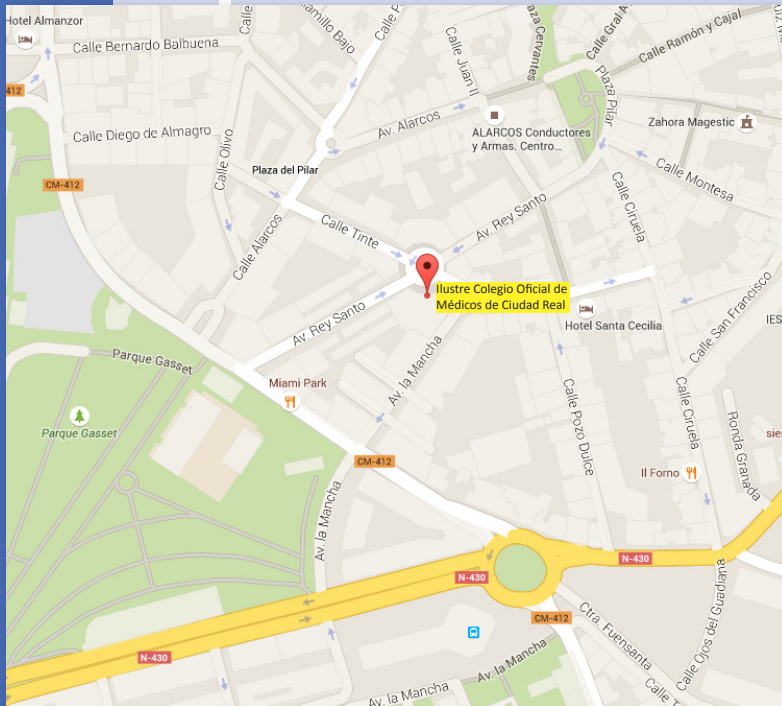 Hotel Almanzor
Calle Bernardo Balbuena
412
Calle Juan II
Plaza Cervantes
Calle Ramón y Cajal
Plaza Pilar
Av. Alarcos
ALARCOS Conductores
y Armas. Centro...
Zahora Magestic
Calle Diego de Almagro
Calle Olivo
Plaza del Pilar
Calle Montesa
CM-412
Calle Ciruela
Calle Alarcos
Calle Tinte
Av. Rey Santo
Ilustre Colegio Oficial de
Médicos de Ciudad Real
Hotel Santa Cecilia
Calle San Francisco
IES
Av. Rey Santo
Parque Gasset
Miami Park
Av. la Mancha
Calle Pozo Dulce
Calle Ciruela
Ronda Granada
Parque Gasset
CM-412
Il Forno
Av. la Mancha
N-430
N-430
CM-412
Ctra. Fuensanta
Calle Ojos del Guadiana
N-430
Av. la Mancha
Av. la Mancha